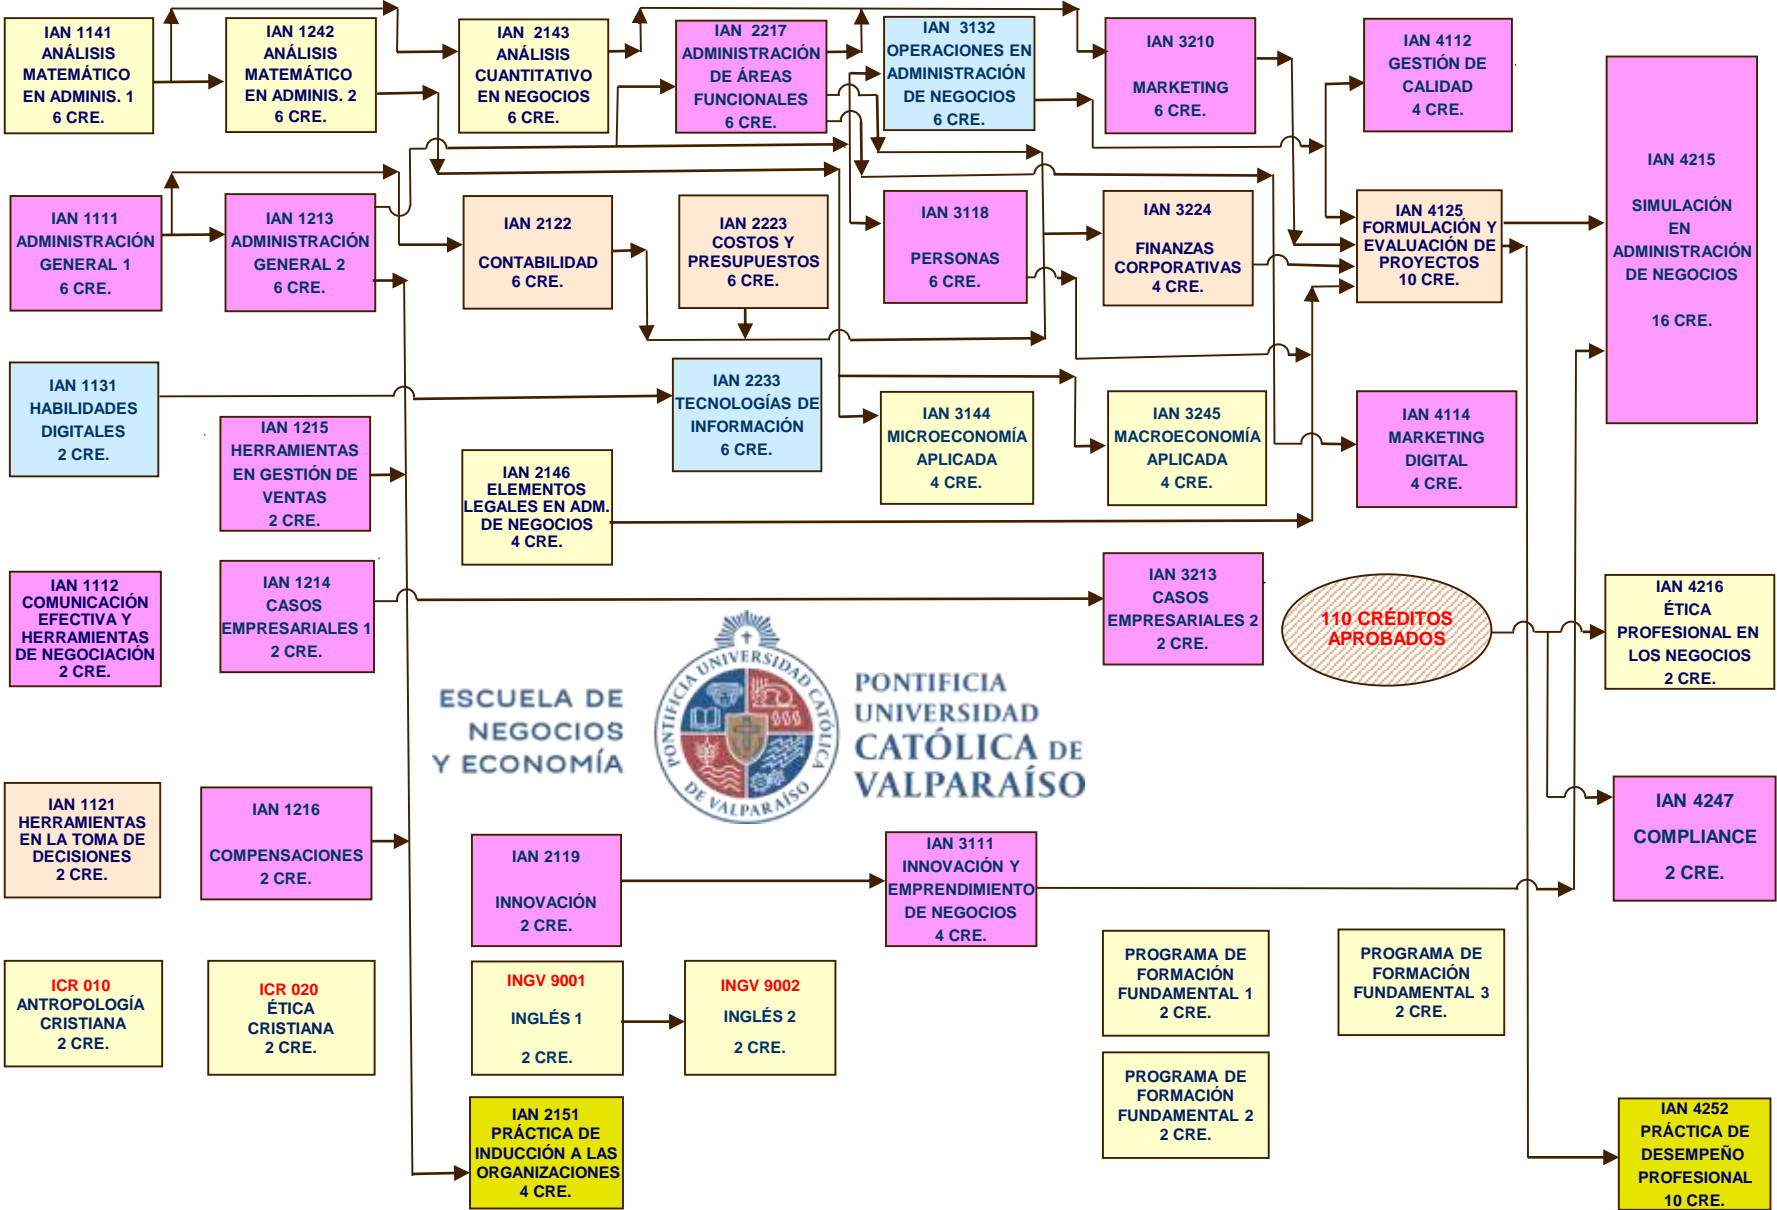 IAN 1141
ANÁLISIS
MATEMÁTICO
EN ADMINIS. 1
6 CRE.
IAN 1242
ANÁLISIS
MATEMÁTICO
EN ADMINIS. 2
6 CRE.
IAN 2143
ANÁLISIS
CUANTITATIVO
EN NEGOCIOS
6 CRE.
IAN 2217
ADMINISTRACIÓN
DE ÁREAS
FUNCIONALES
6 CRE.
IAN 3132
OPERACIONES EN
ADMINISTRACIÓN
DE NEGOCIOS
6 CRE.
IAN 3210
MARKETING
6 CRE.
IAN 4112
GESTIÓN DE
CALIDAD
4 CRE.
IAN 4215
SIMULACIÓN
EN
ADMINISTRACIÓN
DE NEGOCIOS
16 CRE.
IAN 1111
ADMINISTRACIÓN
GENERAL 1
6 CRE.
IAN 1213
ADMINISTRACIÓN
GENERAL 2
6 CRE.
IAN 2122
CONTABILIDAD
6 CRE.
IAN 2223
COSTOS Y
PRESUPUESTOS
6 CRE.
IAN 3118
PERSONAS
6 CRE.
IAN 3224
FINANZAS
CORPORATIVAS
4 CRE.
IAN 4125
FORMULACIÓN Y
EVALUACIÓN DE
PROYECTOS
10 CRE.
IAN 1131
HABILIDADES
DIGITALES
2 CRE.
IAN 1215
HERRAMIENTAS
EN GESTIÓN DE
VENTAS
2 CRE.
IAN 2146
ELEMENTOS
LEGALES EN ADM.
DE NEGOCIOS
4 CRE.
IAN 2233
TECNOLOGÍAS DE
INFORMACIÓN
6 CRE.
IAN 3144
MICROECONOMÍA
APLICADA
4 CRE.
IAN 3245
MACROECONOMÍA
APLICADA
4 CRE.
IAN 4114
MARKETING
DIGITAL
4 CRE.
IAN 1112
COMUNICACIÓN
EFECTIVA Y
HERRAMIENTAS
DE NEGOCIACIÓN
2 CRE.
IAN 1214
CASOS
EMPRESARIALES 1
2 CRE.
IAN 3213
CASOS
EMPRESARIALES 2
2 CRE.
110 CRÉDITOS
APROBADOS
IAN 4216
ÉTICA
PROFESIONAL EN
LOS NEGOCIOS
2 CRE.
ESCUELA DE
NEGOCIOS
Y ECONOMÍA
PONTIFICIA UNIVERSIDAD CATÓLICA
DE VALPARAÍSO
PONTIFICIA
UNIVERSIDAD
CATÓLICA DE
VALPARAÍSO
IAN 1121
HERRAMIENTAS
EN LA TOMA DE
DECISIONES
2 CRE.
IAN 1216
COMPENSACIONES
2 CRE.
IAN 2119
INNOVACIÓN
2 CRE.
IAN 3111
INNOVACIÓN Y
EMPRENDIMIENTO
DE NEGOCIOS
4 CRE.
IAN 4247
COMPLIANCE
2 CRE.
ICR 010
ANTROPOLOGÍA
CRISTIANA
2 CRE.
ICR 020
ÉTICA
CRISTIANA
2 CRE.
INGV 9001
INGLÉS 1
2 CRE.
INGV 9002
INGLÉS 2
2 CRE.
PROGRAMA DE
FORMACIÓN
FUNDAMENTAL 1
2 CRE.
PROGRAMA DE
FORMACIÓN
FUNDAMENTAL 3
2 CRE.
PROGRAMA DE
FORMACIÓN
FUNDAMENTAL 2
2 CRE.
IAN 2151
PRÁCTICA DE
INDUCCIÓN A LAS
ORGANIZACIONES
4 CRE.
IAN 4252
PRÁCTICA DE
DESEMPEÑO
PROFESIONAL
10 CRE.